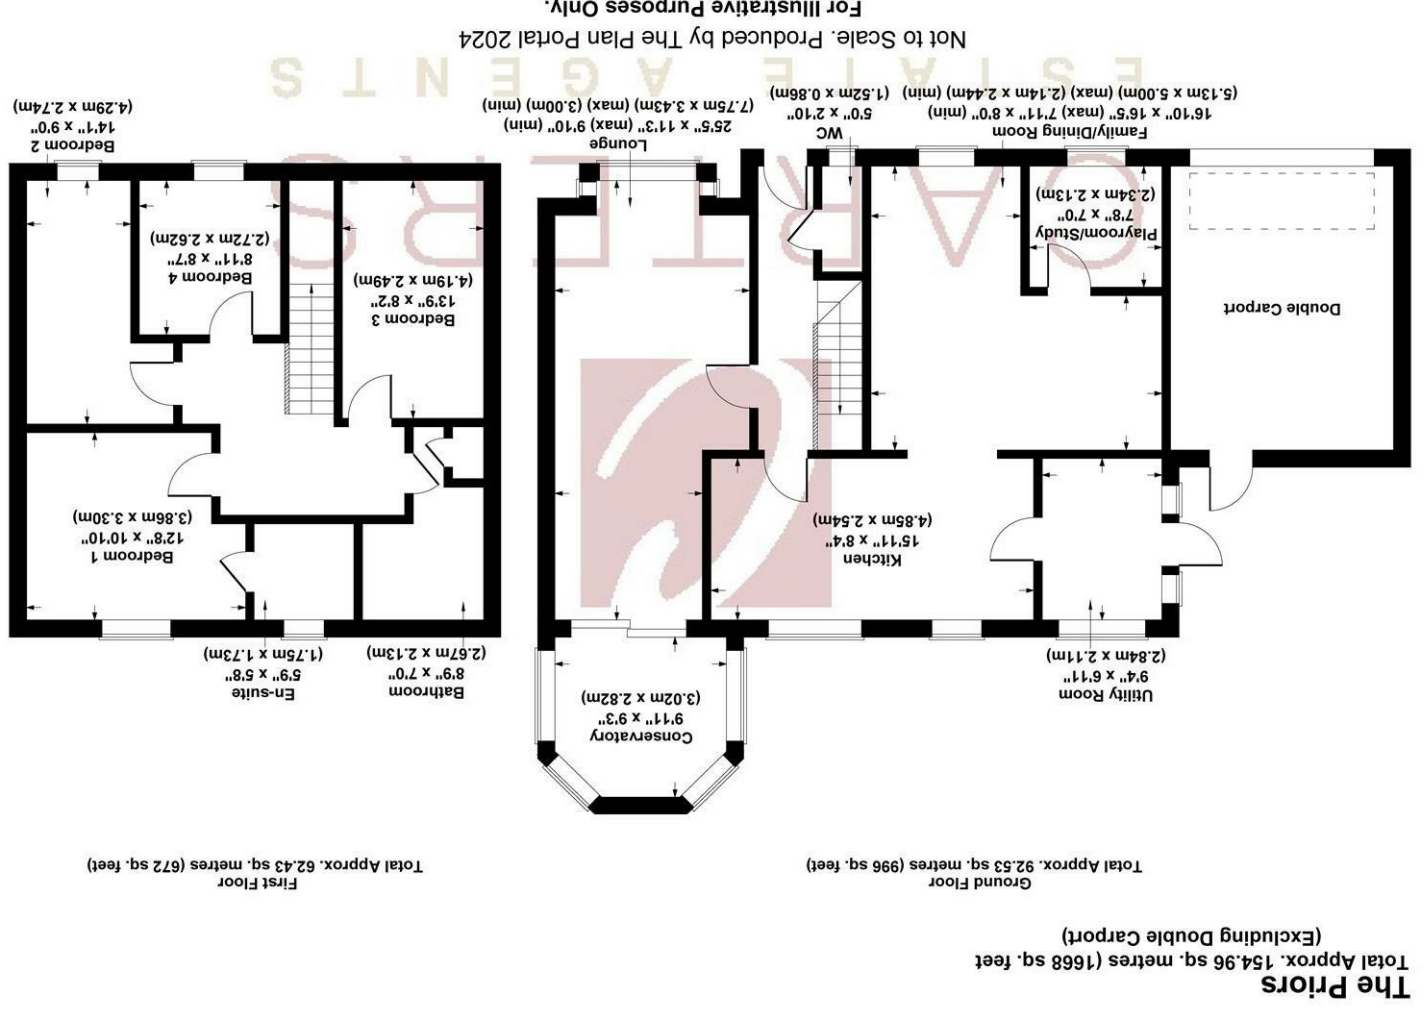 The Priors
Total Approx. 154.96 sq. metres (1668 sq. feet
(Excluding Double Carport)
Ground Floor
Total Approx. 92.53 sq. metres (996 sq. feet)
First Floor
Total Approx. 62.43 sq. metres (672 sq. feet)
Conservatory
9'11" x 9'3"
(3.02m x 2.82m)
Utility Room
9'4" x 6'11"
(2.84m x 2.11m)
Kitchen
15'11" x 8'4"
(4.85m x 2.54m)
Double Carport
Playroom/Study
7'8" x 7'0"
(2.34m x 2.13m)
Family/Dining Room
16'10" x 16'5" (max) 7'11" x 8'0" (min)
(5.13m x 5.00m) (max) (2.14m x 2.44m) (min)
WC
5'0" x 2'10"
(1.52m x 0.86m)
Lounge
25'5" x 11'3" (max) 9'10" (min)
(7.75m x 3.43m) (max) (3.00m) (min)
Bathroom
8'9" x 7'0"
(2.67m x 2.13m)
En-suite
5'9" x 5'8"
(1.75m x 1.73m)
Bedroom 1
12'8" x 10'10"
(3.86m x 3.30m)
Bedroom 3
13'9" x 8'2"
(4.19m x 2.49m)
Bedroom 4
8'11" x 8'7"
(2.72m x 2.62m)
Bedroom 2
14'1" x 9'0"
(4.29m x 2.74m)
CARTERS
ESTATE AGENTS
Not to Scale. Produced by The Plan Portal 2024
For Illustrative Purposes Only.